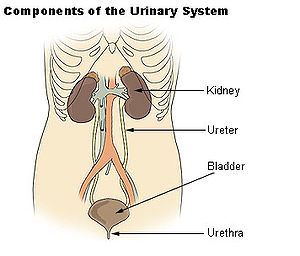 Components of the Urinary System
Kidney
Ureter
Bladder
Urethra